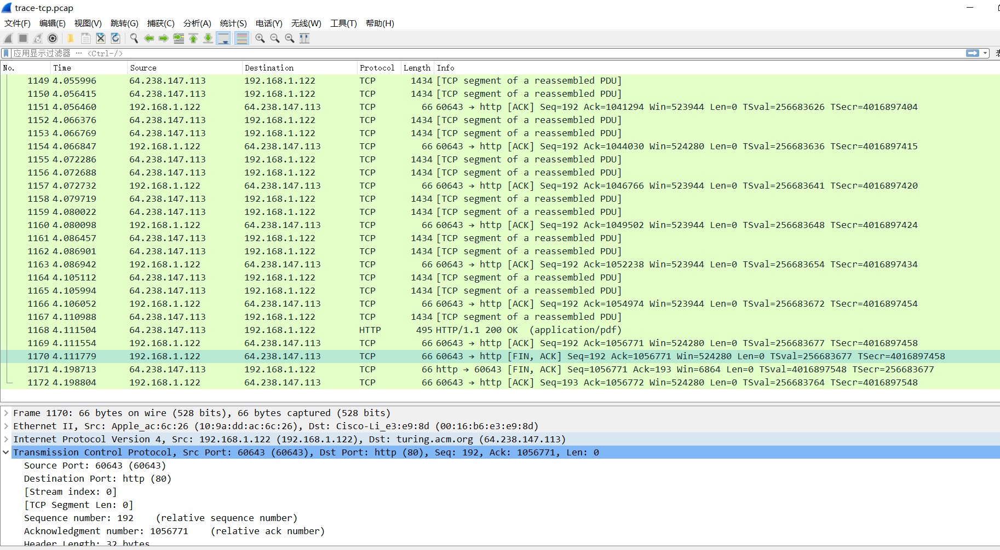 trace-tcp.pcap
文件(F) 编辑(E) 视图(V) 跳转(G) 捕获(C) 分析(A) 统计(S) 电话(Y) 无线(W) 工具(T) 帮助(H)
应用显示过滤器 … <Ctrl-/>
No. Time Source Destination Protocol Length Info
1149 4.055996 64.238.147.113 192.168.1.122 TCP 1434 [TCP segment of a reassembled PDU]
1150 4.056415 64.238.147.113 192.168.1.122 TCP 1434 [TCP segment of a reassembled PDU]
1151 4.056460 192.168.1.122 64.238.147.113 TCP 66 60643 → http [ACK] Seq=192 Ack=1041294 Win=523944 Len=0 TSval=256683626 TSecr=4016897404
1152 4.066376 64.238.147.113 192.168.1.122 TCP 1434 [TCP segment of a reassembled PDU]
1153 4.066769 64.238.147.113 192.168.1.122 TCP 1434 [TCP segment of a reassembled PDU]
1154 4.066847 192.168.1.122 64.238.147.113 TCP 66 60643 → http [ACK] Seq=192 Ack=1044030 Win=524280 Len=0 TSval=256683636 TSecr=4016897415
1155 4.072286 64.238.147.113 192.168.1.122 TCP 1434 [TCP segment of a reassembled PDU]
1156 4.072688 64.238.147.113 192.168.1.122 TCP 1434 [TCP segment of a reassembled PDU]
1157 4.072732 192.168.1.122 64.238.147.113 TCP 66 60643 → http [ACK] Seq=192 Ack=1046766 Win=523944 Len=0 TSval=256683641 TSecr=4016897420
1158 4.079719 64.238.147.113 192.168.1.122 TCP 1434 [TCP segment of a reassembled PDU]
1159 4.080022 64.238.147.113 192.168.1.122 TCP 1434 [TCP segment of a reassembled PDU]
1160 4.080098 192.168.1.122 64.238.147.113 TCP 66 60643 → http [ACK] Seq=192 Ack=1049502 Win=523944 Len=0 TSval=256683648 TSecr=4016897424
1161 4.086457 64.238.147.113 192.168.1.122 TCP 1434 [TCP segment of a reassembled PDU]
1162 4.086901 64.238.147.113 192.168.1.122 TCP 1434 [TCP segment of a reassembled PDU]
1163 4.086942 192.168.1.122 64.238.147.113 TCP 66 60643 → http [ACK] Seq=192 Ack=1052238 Win=523944 Len=0 TSval=256683654 TSecr=4016897434
1164 4.105112 64.238.147.113 192.168.1.122 TCP 1434 [TCP segment of a reassembled PDU]
1165 4.105994 64.238.147.113 192.168.1.122 TCP 1434 [TCP segment of a reassembled PDU]
1166 4.106052 192.168.1.122 64.238.147.113 TCP 66 60643 → http [ACK] Seq=192 Ack=1054974 Win=523944 Len=0 TSval=256683672 TSecr=4016897454
1167 4.110988 64.238.147.113 192.168.1.122 TCP 1434 [TCP segment of a reassembled PDU]
1168 4.111504 64.238.147.113 192.168.1.122 HTTP 495 HTTP/1.1 200 OK (application/pdf)
1169 4.111554 192.168.1.122 64.238.147.113 TCP 66 60643 → http [ACK] Seq=192 Ack=1056771 Win=524280 Len=0 TSval=256683677 TSecr=4016897458
1170 4.111779 192.168.1.122 64.238.147.113 TCP 66 60643 → http [FIN, ACK] Seq=192 Ack=1056771 Win=524280 Len=0 TSval=256683677 TSecr=4016897458
1171 4.198713 64.238.147.113 192.168.1.122 TCP 66 http → 60643 [FIN, ACK] Seq=1056771 Ack=193 Win=6864 Len=0 TSval=4016897548 TSecr=256683677
1172 4.198804 192.168.1.122 64.238.147.113 TCP 66 60643 → http [ACK] Seq=193 Ack=1056772 Win=524280 Len=0 TSval=256683764 TSecr=4016897548
Frame 1170: 66 bytes on wire (528 bits), 66 bytes captured (528 bits)
Ethernet II, Src: Apple_ac:6c:26 (10:9a:dd:ac:6c:26), Dst: Cisco-Li_e3:e9:8d (00:16:b6:e3:e9:8d)
Internet Protocol Version 4, Src: 192.168.1.122 (192.168.1.122), Dst: turing.acm.org (64.238.147.113)
Transmission Control Protocol, Src Port: 60643 (60643), Dst Port: http (80), Seq: 192, Ack: 1056771, Len: 0
Source Port: 60643 (60643)
Destination Port: http (80)
[Stream index: 0]
[TCP Segment Len: 0]
Sequence number: 192 (relative sequence number)
Acknowledgment number: 1056771 (relative ack number)
Header Length: 32 bytes